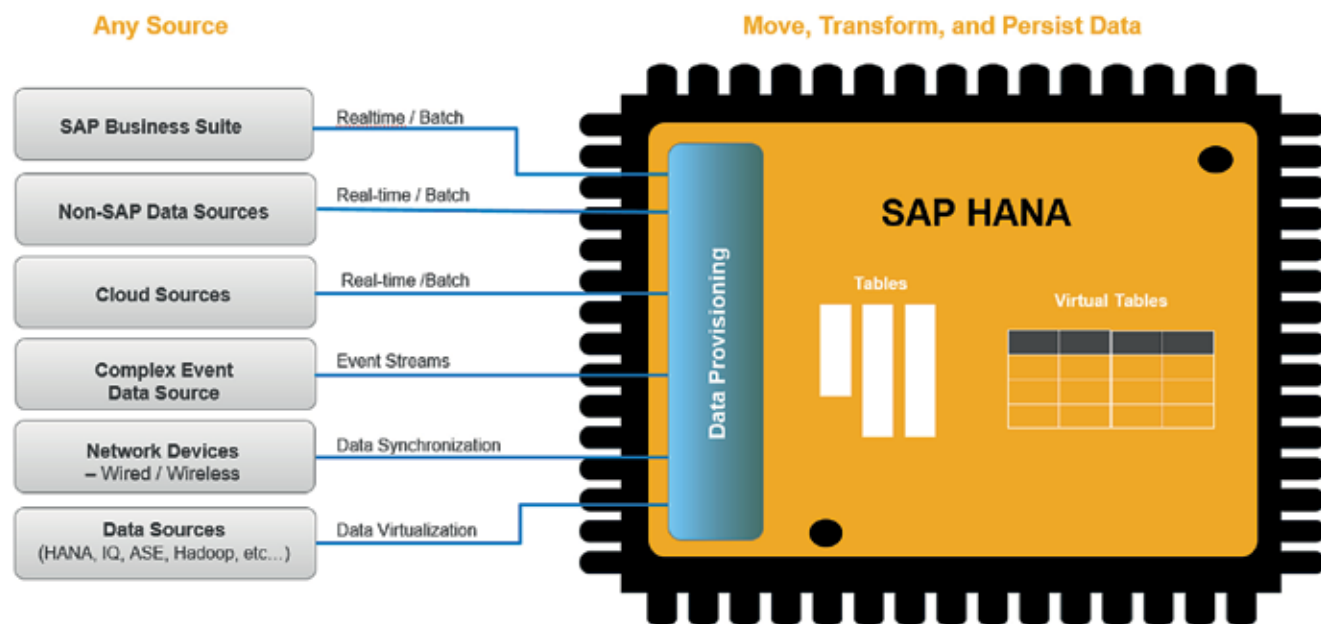 Any Source
Move, Transform, and Persist Data
SAP Business Suite
Realtime / Batch
Non-SAP Data Sources
Real-time / Batch
Cloud Sources
Real-time /Batch
Complex Event
Data Source
Event Streams
Network Devices
– Wired / Wireless
Data Synchronization
Data Sources
(HANA, IQ, ASE, Hadoop, etc...)
Data Virtualization
Data Provisioning
SAP HANA
Tables
Virtual Tables